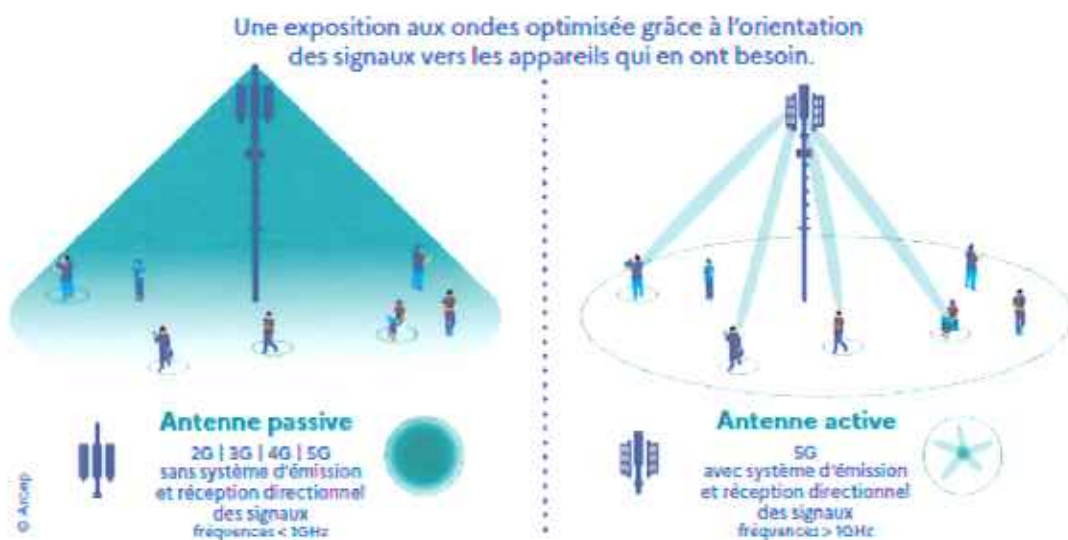 Une exposition aux ondes optimisée grâce à l'orientation
des signaux vers les appareils qui en ont besoin.
Antenne passive
2G | 3G | 4G | 5G
sans système d'émission
et réception directionnel
des signaux
fréquences < 1GHz
Antenne active
5G
avec système d'émission
et réception directionnel
des signaux
fréquences > 1GHz
© Arcep